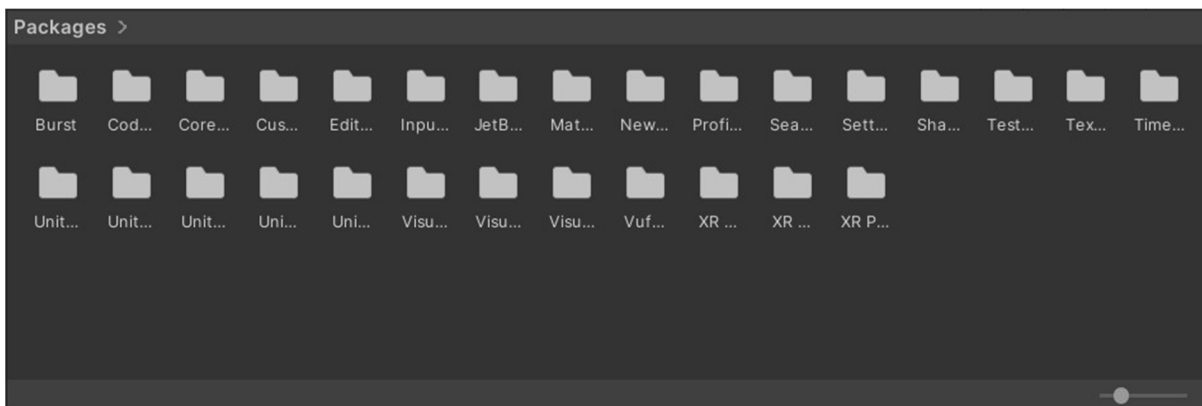 Packages >
Burst Cod... Core... Cus... Edit... Inpu... JetB... Mat... New... Profi... Sea... Sett... Sha... Test... Tex... Time...
Unit... Unit... Unit... Uni... Uni... Visu... Visu... Visu... Vuf... XR ... XR ... XR P...